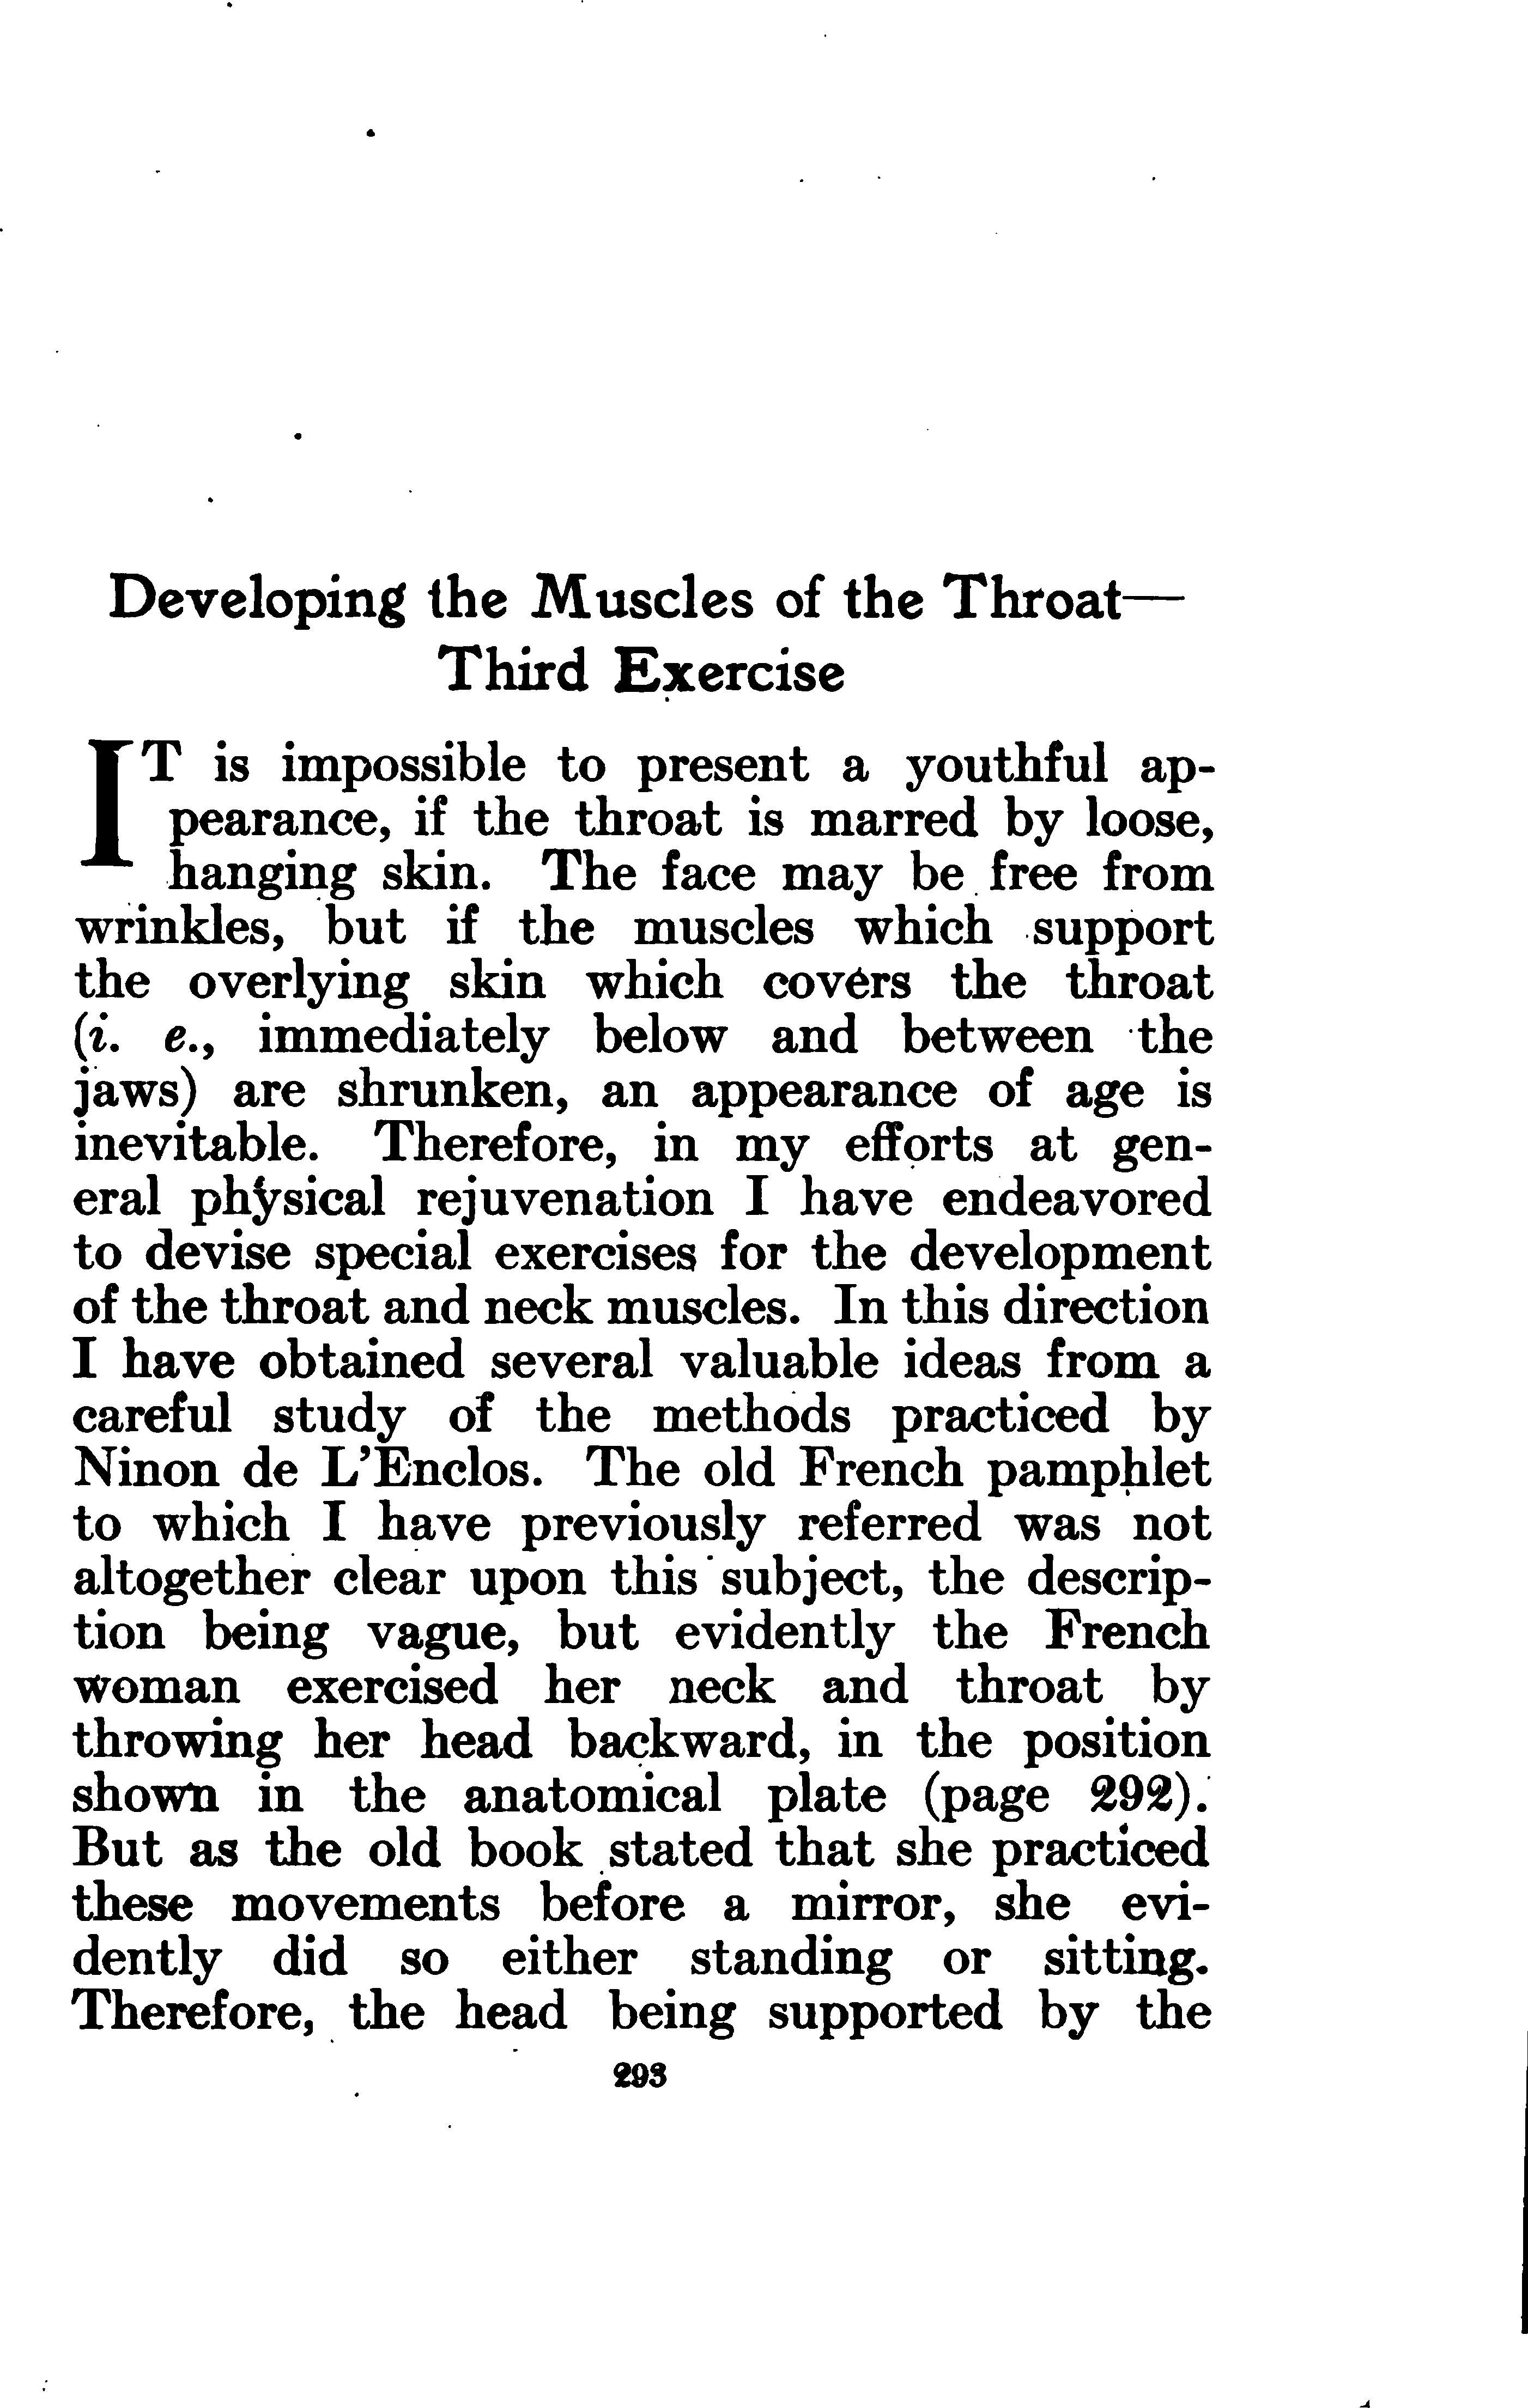 Developing the Muscles of the Throat—
Third Exercise
IT is impossible to present a youthful ap-
pearance, if the throat is marred by loose,
hanging skin. The face may be free from
wrinkles, but if the muscles which support
the overlying skin which covers the throat
(i. e., immediately below and between the
jaws) are shrunken, an appearance of age is
inevitable. Therefore, in my efforts at gen-
eral physical rejuvenation I have endeavored
to devise special exercises for the development
of the throat and neck muscles. In this direction
I have obtained several valuable ideas from a
careful study of the methods practiced by
Ninon de L'Enclos. The old French pamphlet
to which I have previously referred was not
altogether clear upon this subject, the descrip-
tion being vague, but evidently the French
woman exercised her neck and throat by
throwing her head backward, in the position
shown in the anatomical plate (page 292).
But as the old book stated that she practiced
these movements before a mirror, she evi-
dently did so either standing or sitting.
Therefore, the head being supported by the
293